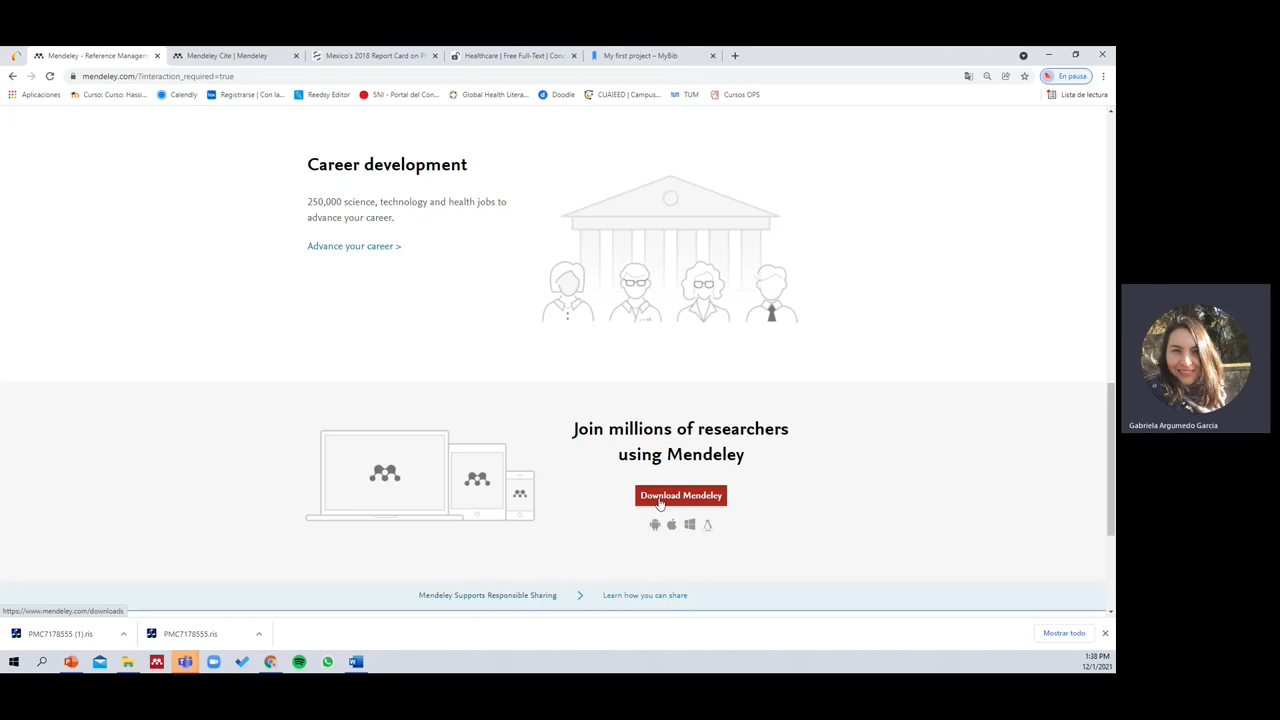 Mendeley - Reference Managem
Mendeley Cite | Mendeley
Mexico's 2018 Report Card on P
Healthcare | Free Full-Text | Conc
My first project – MyBib
mendeley.com/?interaction_required=true
En pausa
Aplicaciones
Curso: Curso: Hassi...
Calendly
Registrarse | Con la...
Reedsy Editor
SNI - Portal del Con...
Global Health Litera...
Doodle
CUAIEED | Campus...
TUM
Cursos OPS
Lista de lectura
Career development
250,000 science, technology and health jobs to
advance your career.
Advance your career >
Join millions of researchers
using Mendeley
Download Mendeley
Mendeley Supports Responsible Sharing
Learn how you can share
https://www.mendeley.com/downloads
PMC7178555 (1).ris
PMC7178555.ris
Mostrar todo
1:38 PM
12/1/2021
Gabriela Argumedo Garcia